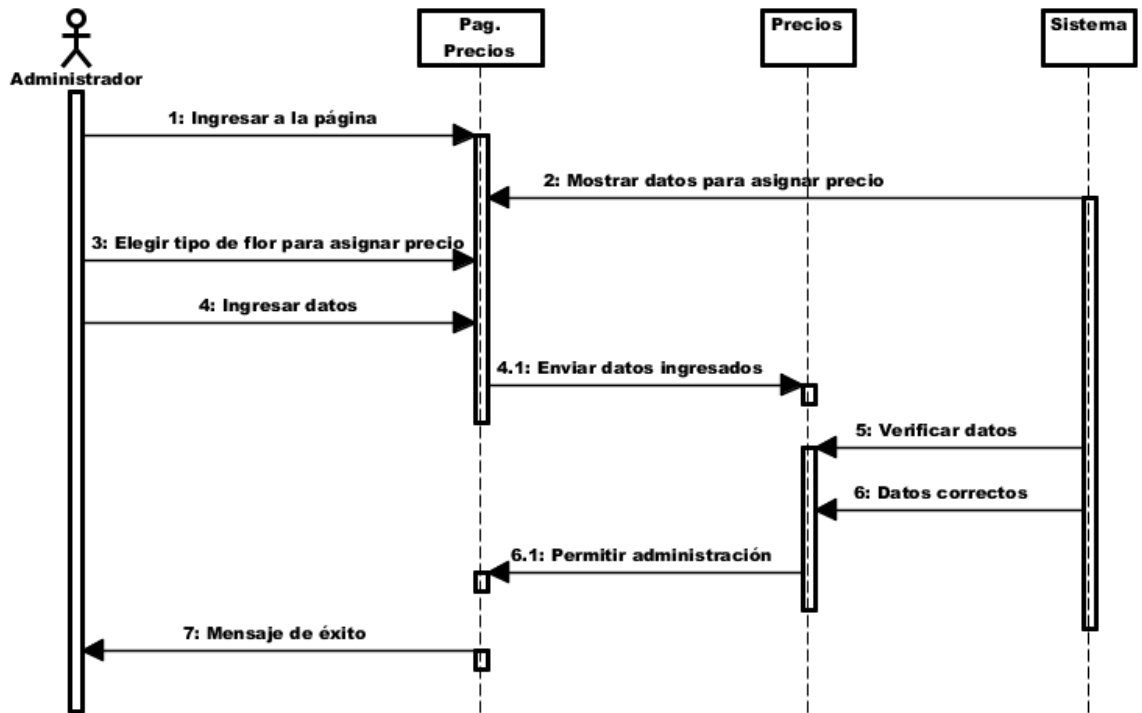 Pag.
Precios
Precios
Sistema
Administrador
1: Ingresar a la página
2: Mostrar datos para asignar precio
3: Elegir tipo de flor para asignar precio
4: Ingresar datos
4.1: Enviar datos ingresados
5: Verificar datos
6: Datos correctos
6.1: Permitir administración
7: Mensaje de éxito